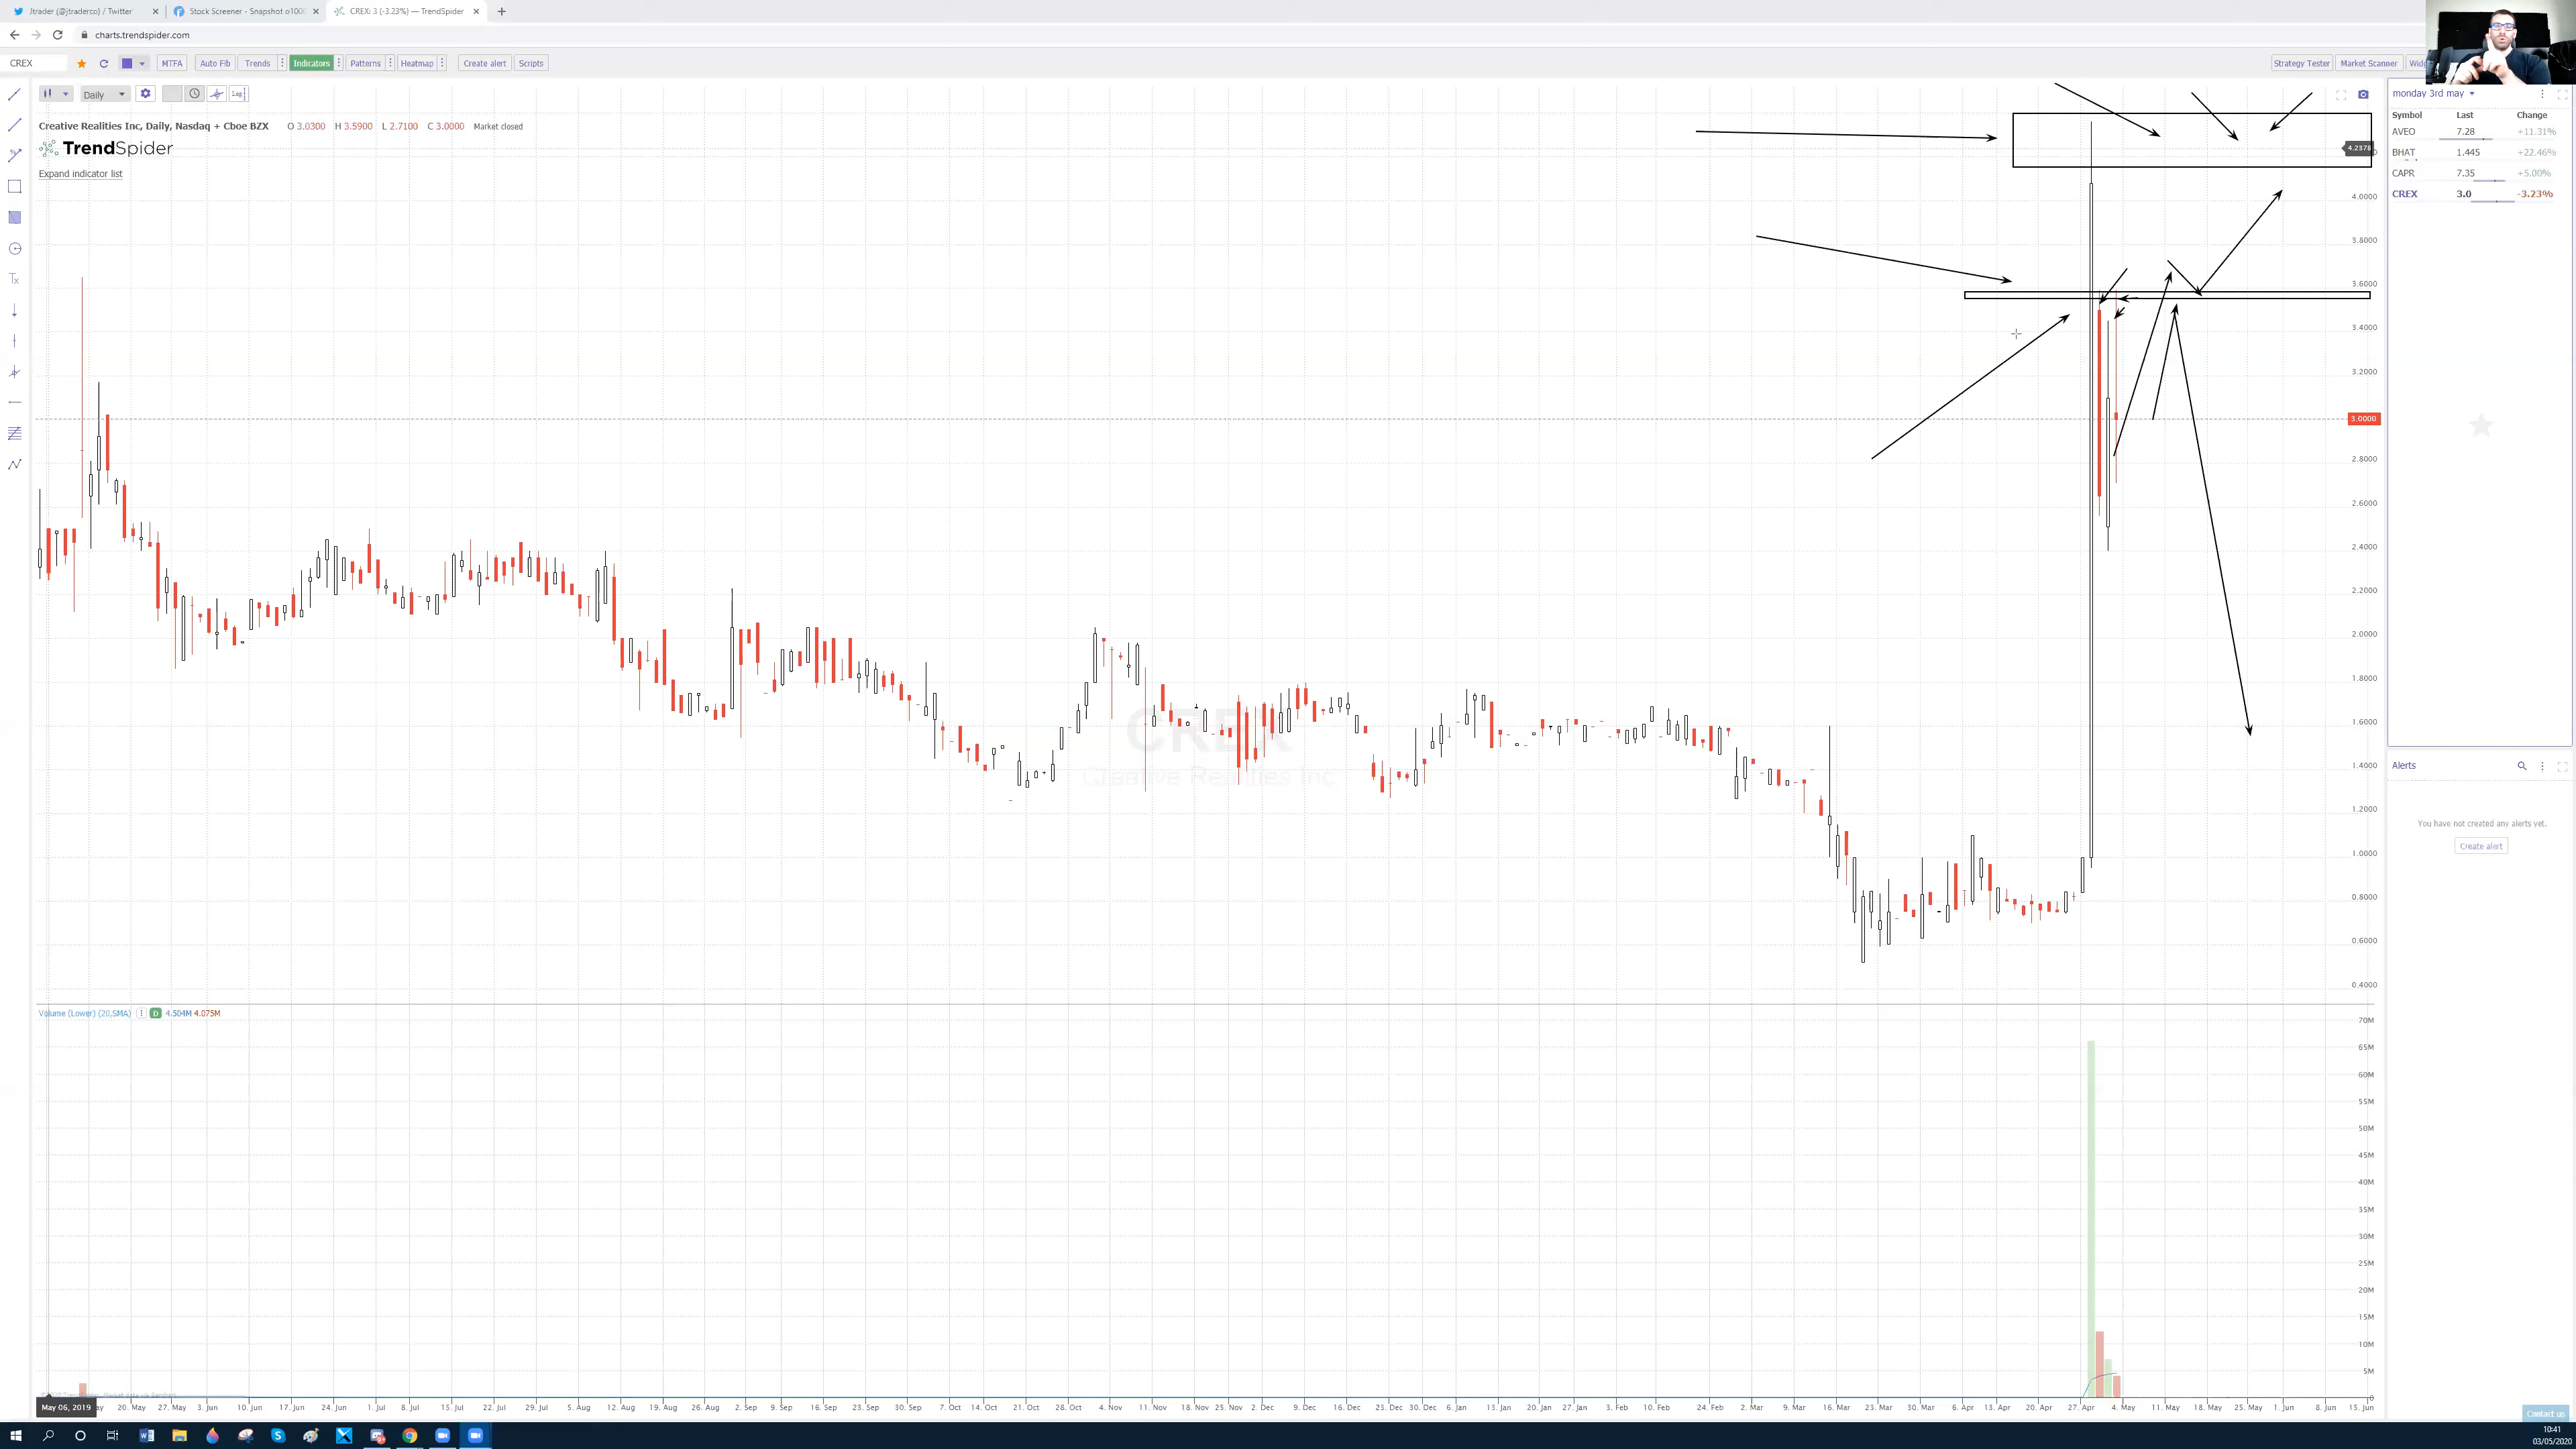 Jtrader (@jtraderco) / Twitter
Stock Screener - Snapshot o100
CREX: 3 (-3.23%) — TrendSpider
charts.trendspider.com
CREX MTFA Auto Fib Trends Indicators Patterns Heatmap Create alert Scripts Strategy Tester Market Scanner
Daily Log
Creative Realities Inc, Daily, Nasdaq + Cboe BZX O 3.0300 H 3.5900 L 2.7100 C 3.0000 Market closed
TrendSpider
Expand indicator list
monday 3rd may
Symbol Last Change
AVEO 7.28 +11.31%
BHAT 1.445 +22.46%
CAPR 7.35 +5.00%
CREX 3.0 -3.23%
4.2378
4.0000
3.8000
3.6000
3.4000
3.2000
3.0000
2.8000
2.6000
2.4000
2.2000
2.0000
1.8000
1.6000
1.4000
1.2000
1.0000
0.8000
0.6000
0.4000
CREX
Creative Realities Inc
Alerts
You have not created any alerts yet.
Create alert
Volume (Lower) (20,SMA) D 4.504M 4.075M
70M
65M
60M
55M
50M
45M
40M
35M
30M
25M
20M
15M
10M
5M
0
May 06, 2019 20. May 27. May 3. Jun 10. Jun 17. Jun 24. Jun 1. Jul 8. Jul 15. Jul 22. Jul 29. Jul 5. Aug 12. Aug 19. Aug 26. Aug 2. Sep 9. Sep 16. Sep 23. Sep 30. Sep 7. Oct 14. Oct 21. Oct 28. Oct 4. Nov 11. Nov 18. Nov 25. Nov 2. Dec 9. Dec 16. Dec 23. Dec 30. Dec 6. Jan 13. Jan 20. Jan 27. Jan 3. Feb 10. Feb 24. Feb 2. Mar 9. Mar 16. Mar 23. Mar 30. Mar 6. Apr 13. Apr 20. Apr 27. Apr 4. May 11. May 18. May 25. May 1. Jun 8. Jun 15. Jun
Contact us
10:41
03/05/2020